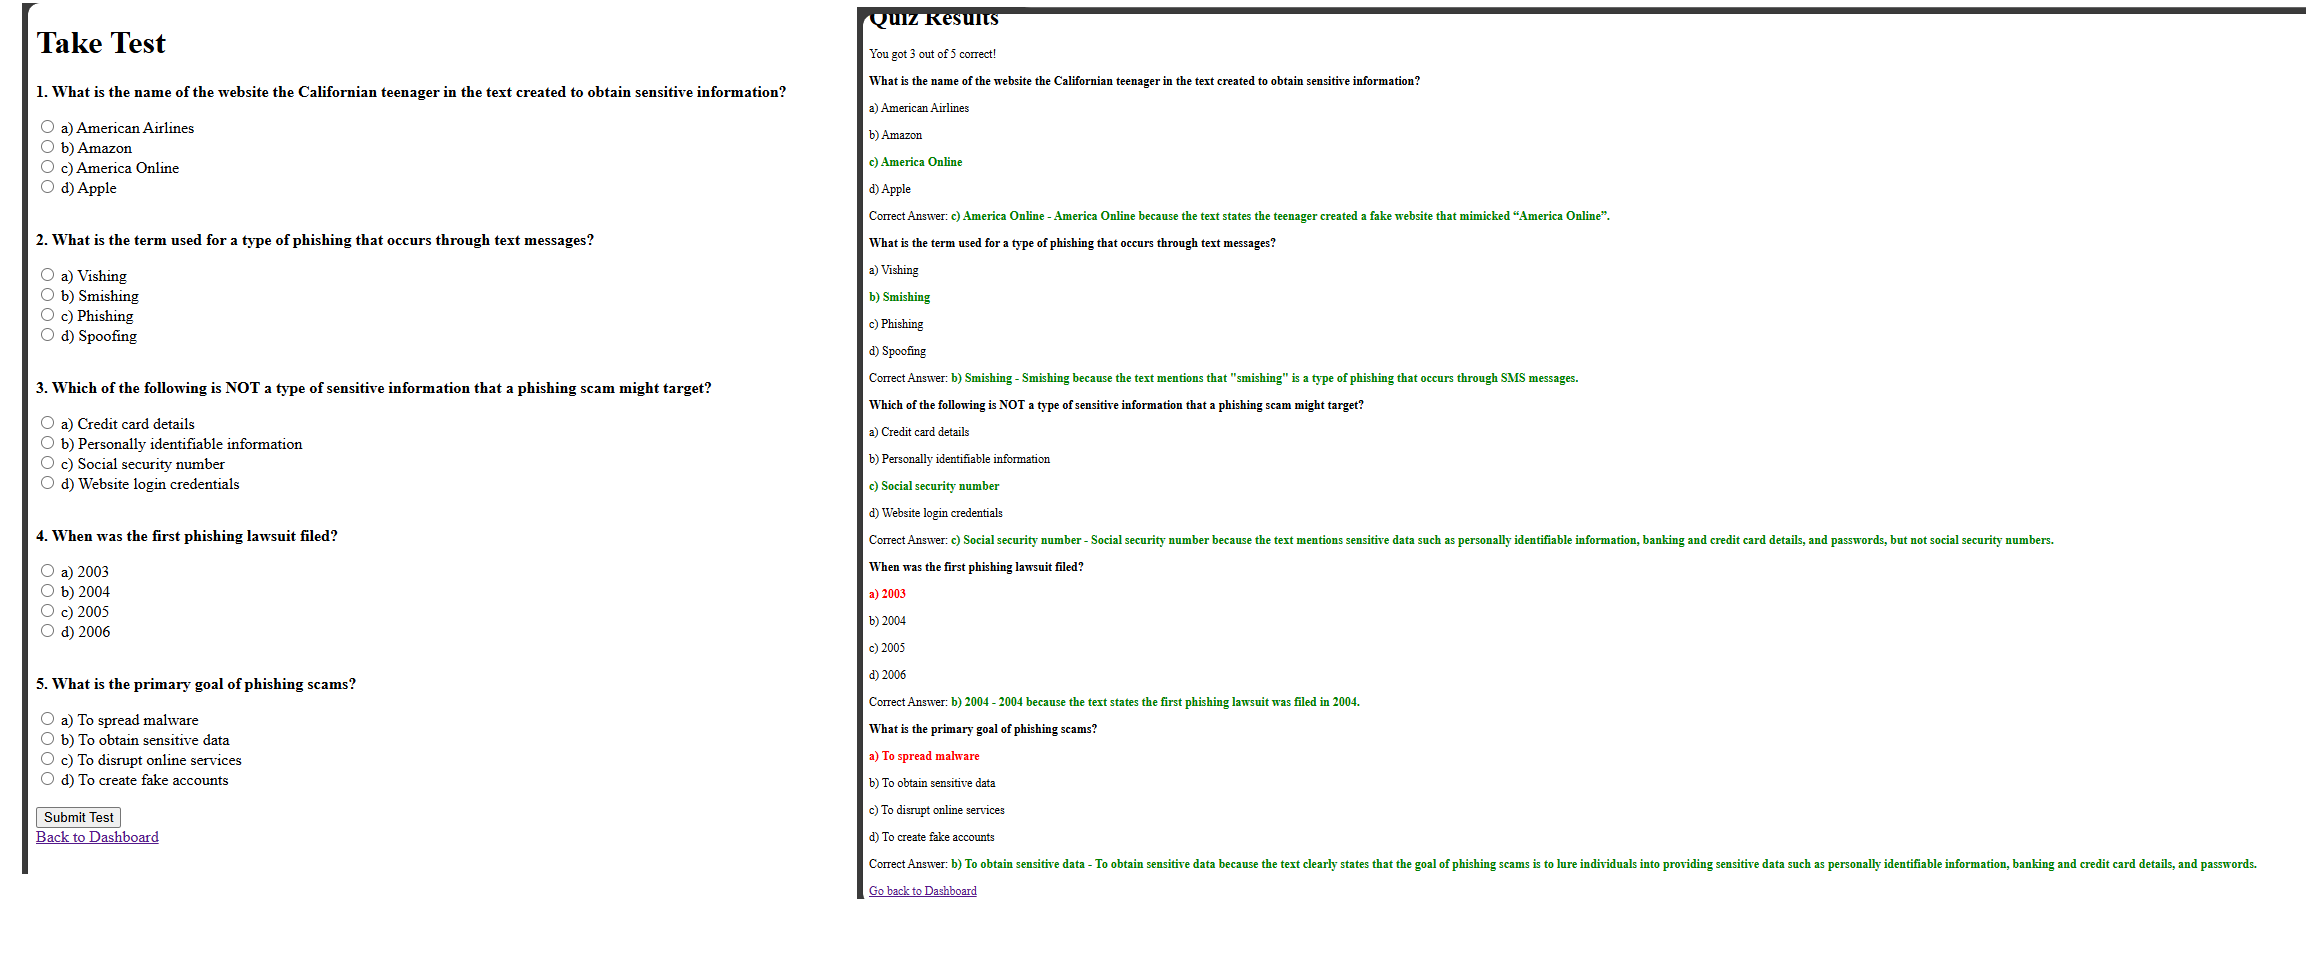 Take Test
1. What is the name of the website the Californian teenager in the text created to obtain sensitive information?
a) American Airlines
b) Amazon
c) America Online
d) Apple
2. What is the term used for a type of phishing that occurs through text messages?
a) Vishing
b) Smishing
c) Phishing
d) Spoofing
3. Which of the following is NOT a type of sensitive information that a phishing scam might target?
a) Credit card details
b) Personally identifiable information
c) Social security number
d) Website login credentials
4. When was the first phishing lawsuit filed?
a) 2003
b) 2004
c) 2005
d) 2006
5. What is the primary goal of phishing scams?
a) To spread malware
b) To obtain sensitive data
c) To disrupt online services
d) To create fake accounts
Submit Test
Back to Dashboard
Quiz Results
You got 3 out of 5 correct!
What is the name of the website the Californian teenager in the text created to obtain sensitive information?
a) American Airlines
b) Amazon
c) America Online
d) Apple
Correct Answer: c) America Online - America Online because the text states the teenager created a fake website that mimicked “America Online”.
What is the term used for a type of phishing that occurs through text messages?
a) Vishing
b) Smishing
c) Phishing
d) Spoofing
Correct Answer: b) Smishing - Smishing because the text mentions that "smishing" is a type of phishing that occurs through SMS messages.
Which of the following is NOT a type of sensitive information that a phishing scam might target?
a) Credit card details
b) Personally identifiable information
c) Social security number
d) Website login credentials
Correct Answer: c) Social security number - Social security number because the text mentions sensitive data such as personally identifiable information, banking and credit card details, and passwords, but not social security numbers.
When was the first phishing lawsuit filed?
a) 2003
b) 2004
c) 2005
d) 2006
Correct Answer: b) 2004 - 2004 because the text states the first phishing lawsuit was filed in 2004.
What is the primary goal of phishing scams?
a) To spread malware
b) To obtain sensitive data
c) To disrupt online services
d) To create fake accounts
Correct Answer: b) To obtain sensitive data - To obtain sensitive data because the text clearly states that the goal of phishing scams is to lure individuals into providing sensitive data such as personally identifiable information, banking and credit card details, and passwords.
Go back to Dashboard